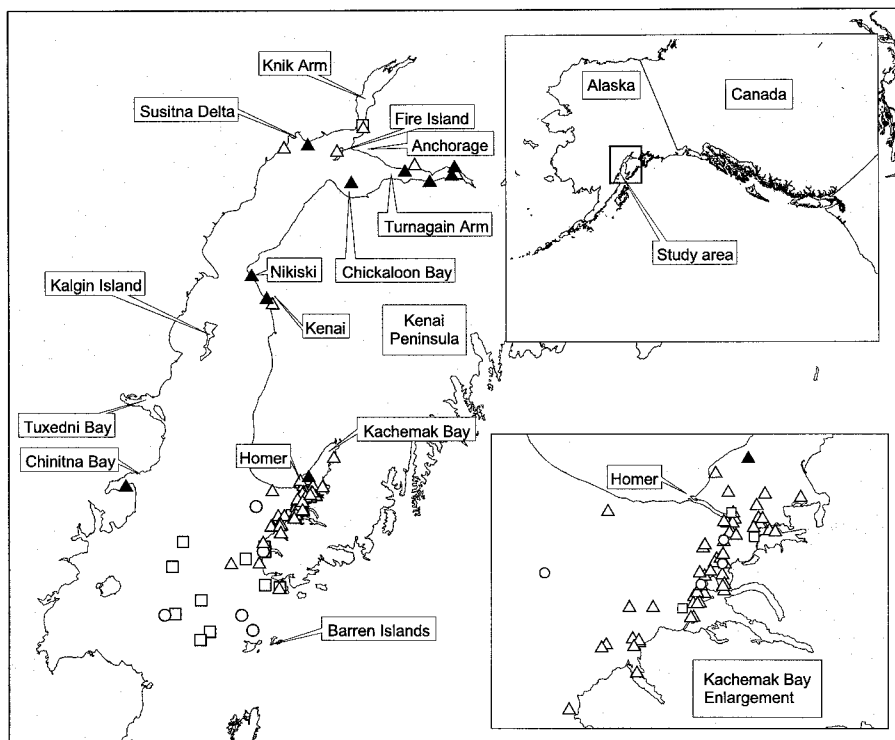 Knik Arm
Susitna Delta
Fire Island
Anchorage
Turnagain Arm
Chickaloon Bay
Nikiski
Kalgin Island
Kenai
Kenai
Peninsula
Tuxedni Bay
Kachemak Bay
Chinitna Bay
Homer
Barren Islands
Alaska
Canada
Study area
Homer
Kachemak Bay
Enlargement